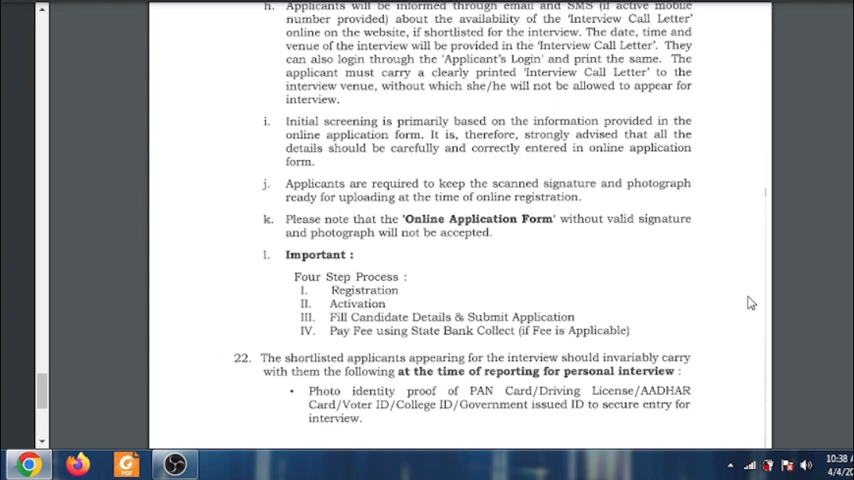 h. Applicants will be informed through email and SMS (if active mobile
number provided) about the availability of the 'Interview Call Letter'
online on the website, if shortlisted for the interview. The date, time and
venue of the interview will be provided in the 'Interview Call Letter'. They
can also login through the 'Applicant's Login' and print the same. The
applicant must carry a clearly printed 'Interview Call Letter' to the
interview venue, without which she/he will not be allowed to appear for
interview.
i. Initial screening is primarily based on the information provided in the
online application form. It is, therefore, strongly advised that all the
details should be carefully and correctly entered in online application
form.
j. Applicants are required to keep the scanned signature and photograph
ready for uploading at the time of online registration.
k. Please note that the 'Online Application Form' without valid signature
and photograph will not be accepted.
l. Important :
Four Step Process :
I. Registration
II. Activation
III. Fill Candidate Details & Submit Application
IV. Pay Fee using State Bank Collect (if Fee is Applicable)
22. The shortlisted applicants appearing for the interview should invariably carry
with them the following at the time of reporting for personal interview :
• Photo identity proof of PAN Card/Driving License/AADHAR
Card/Voter ID/College ID/Government issued ID to secure entry for
interview.
PDF
10:38
4/4/20